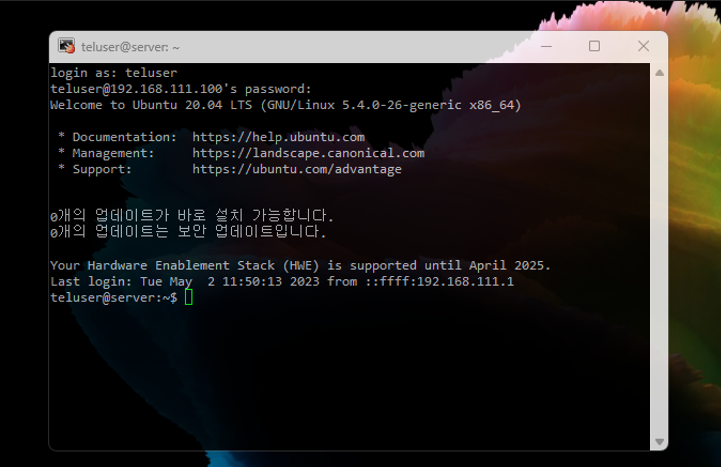 teluser@server: ~
login as: teluser
teluser@192.168.111.100's password:
Welcome to Ubuntu 20.04 LTS (GNU/Linux 5.4.0-26-generic x86_64)
* Documentation:  https://help.ubuntu.com
* Management:     https://landscape.canonical.com
* Support:        https://ubuntu.com/advantage
0개의 업데이트가 바로 설치 가능합니다.
0개의 업데이트는 보안 업데이트입니다.
Your Hardware Enablement Stack (HWE) is supported until April 2025.
Last login: Tue May  2 11:50:13 2023 from ::ffff:192.168.111.1
teluser@server:~$